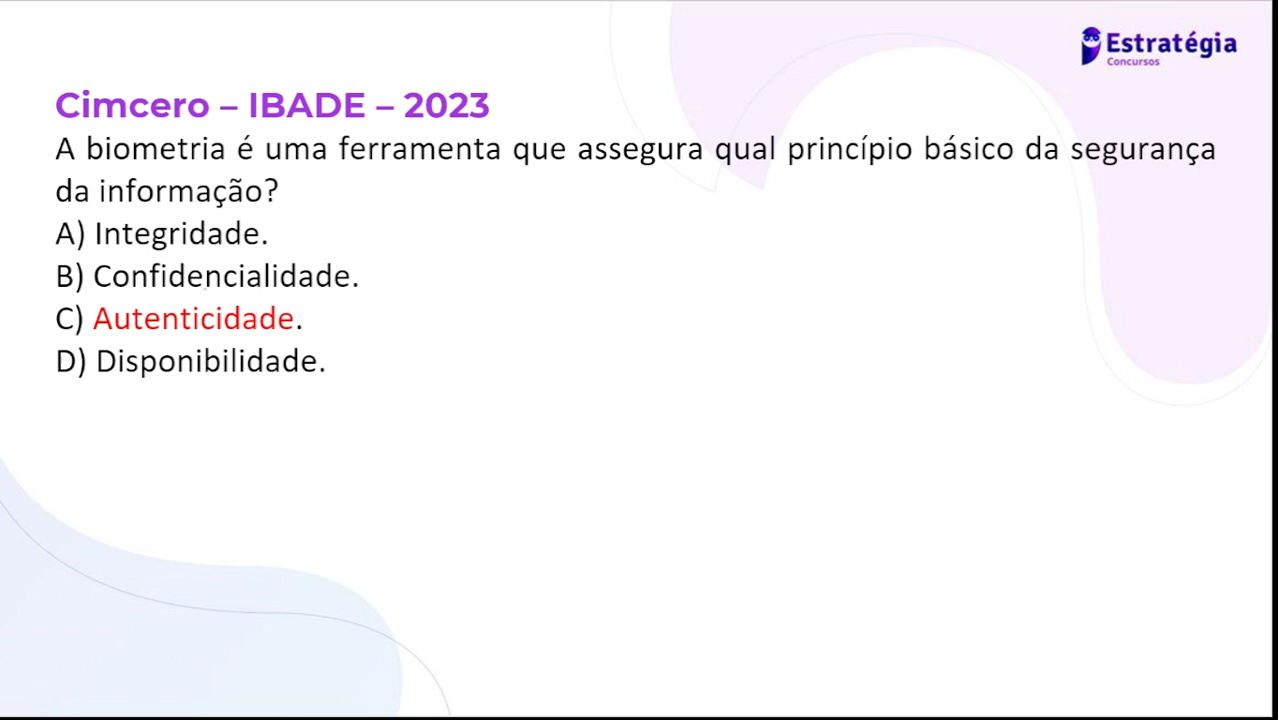 Estratégia
Concursos
Cimcero – IBADE – 2023
A biometria é uma ferramenta que assegura qual princípio básico da segurança
da informação?
A) Integridade.
B) Confidencialidade.
C) Autenticidade.
D) Disponibilidade.